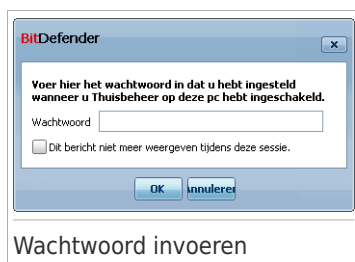 BitDefender
Voer hier het wachtwoord in dat u hebt ingesteld
wanneer u Thuisbeheer op deze pc hebt ingeschakeld.
Wachtwoord
Dit bericht niet meer weergeven tijdens deze sessie.
OK nnulerer
Wachtwoord invoeren